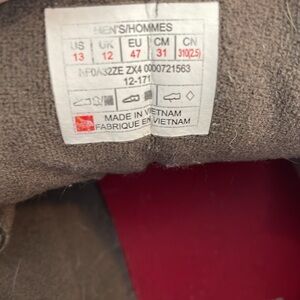 MEN'S/HOMMES
US UK EU CM CN
13 12 47 31 310(2.5)
NF0A32ZE ZX4 0000721563
12-171
MADE IN VIETNAM
FABRIQUE EN VIETNAM